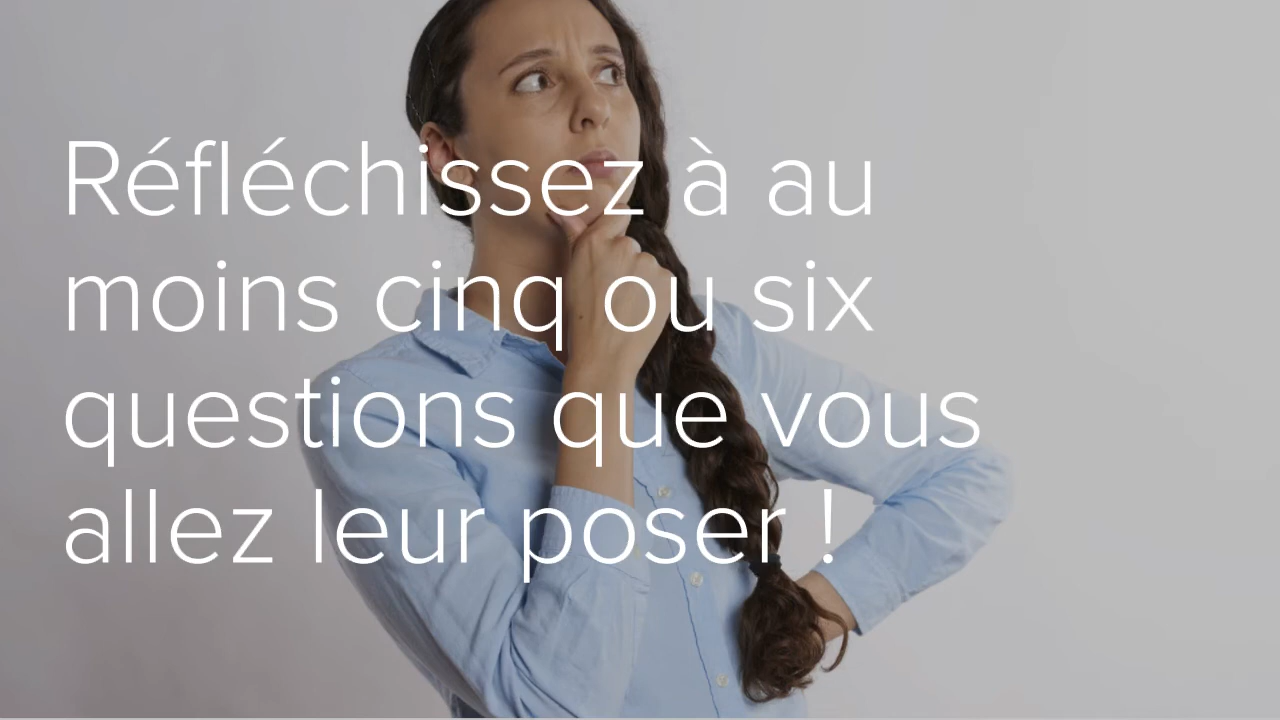 Réfléchissez à au
moins cinq ou six
questions que vous
allez leur poser !